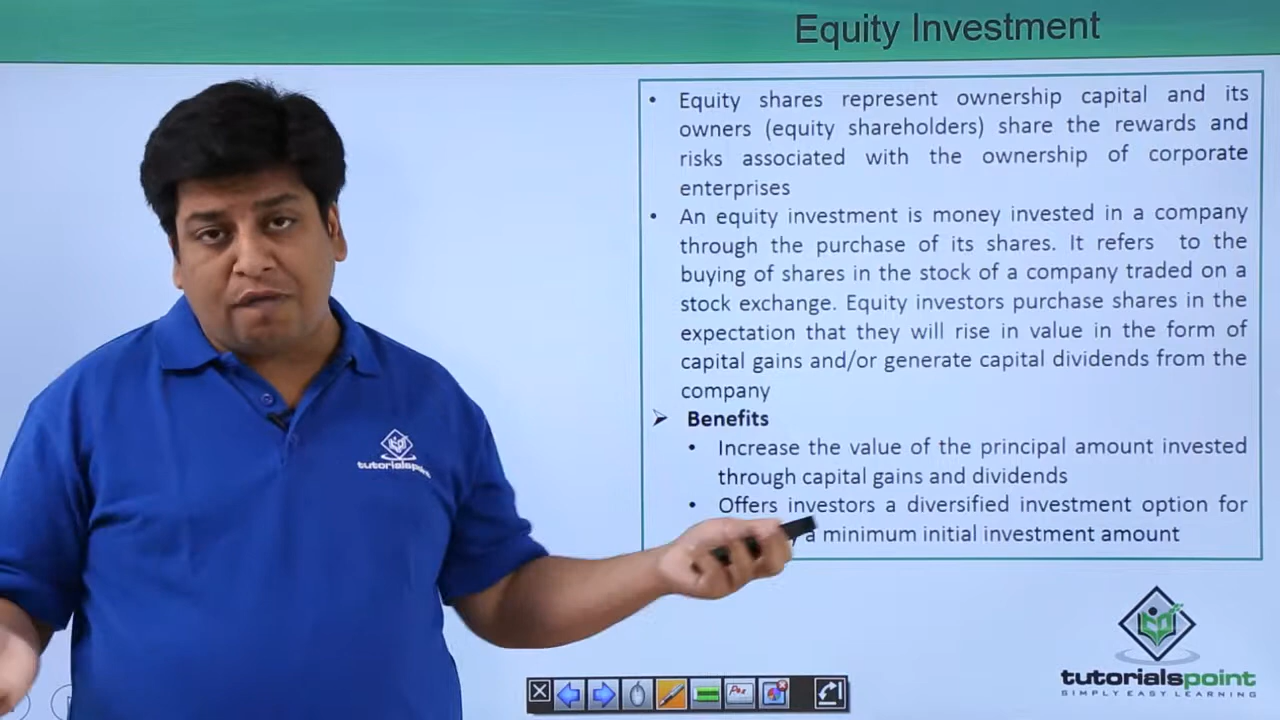 Equity Investment
• Equity shares represent ownership capital and its
owners (equity shareholders) share the rewards and
risks associated with the ownership of corporate
enterprises
• An equity investment is money invested in a company
through the purchase of its shares. It refers to the
buying of shares in the stock of a company traded on a
stock exchange. Equity investors purchase shares in the
expectation that they will rise in value in the form of
capital gains and/or generate capital dividends from the
company
Benefits
• Increase the value of the principal amount invested
through capital gains and dividends
• Offers investors a diversified investment option for
a minimum initial investment amount
tutorialspoint
tutorialspoint
SIMPLY EASY LEARNING